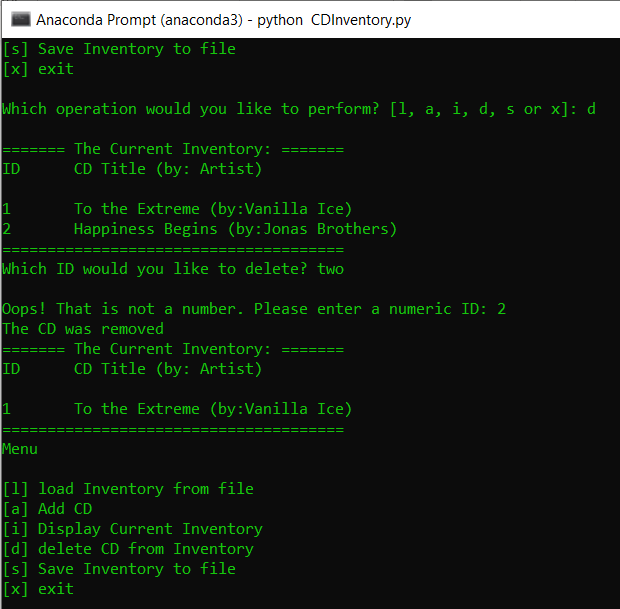 Anaconda Prompt (anaconda3) - python  CDInventory.py
[s] Save Inventory to file
[x] exit
Which operation would you like to perform? [l, a, i, d, s or x]: d
======= The Current Inventory: =======
ID      CD Title (by: Artist)
1       To the Extreme (by:Vanilla Ice)
2       Happiness Begins (by:Jonas Brothers)
======================================
Which ID would you like to delete? two
Oops! That is not a number. Please enter a numeric ID: 2
The CD was removed
======= The Current Inventory: =======
ID      CD Title (by: Artist)
1       To the Extreme (by:Vanilla Ice)
======================================
Menu
[l] load Inventory from file
[a] Add CD
[i] Display Current Inventory
[d] delete CD from Inventory
[s] Save Inventory to file
[x] exit